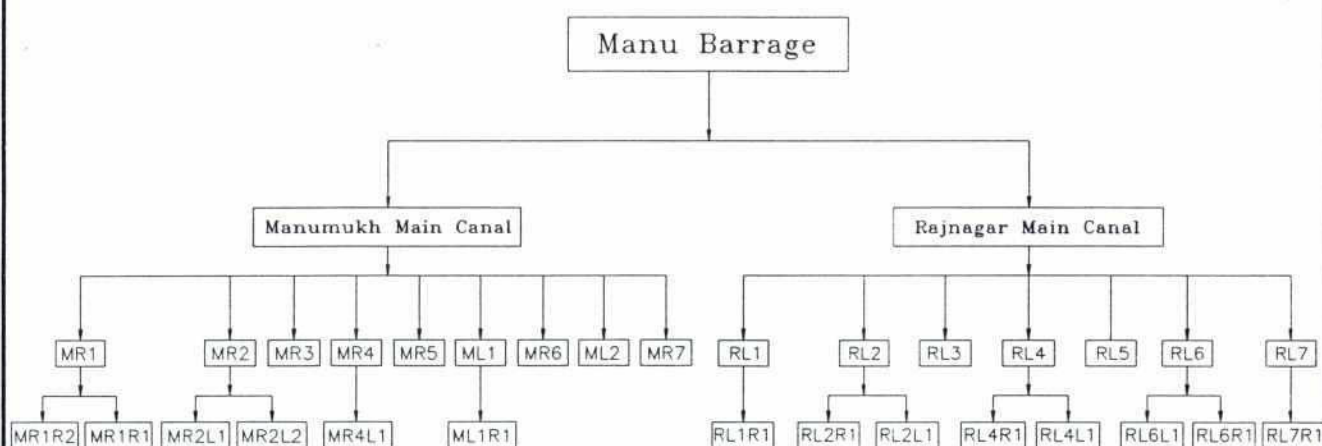 Manu Barrage
Manumukh Main Canal Rajnagar Main Canal
MR1 MR2 MR3 MR4 MR5 ML1 MR6 ML2 MR7 RL1 RL2 RL3 RL4 RL5 RL6 RL7
MR1R2 MR1R1 MR2L1 MR2L2 MR4L1 ML1R1 RL1R1 RL2R1 RL2L1 RL4R1 RL4L1 RL6L1 RL6R1 RL7R1